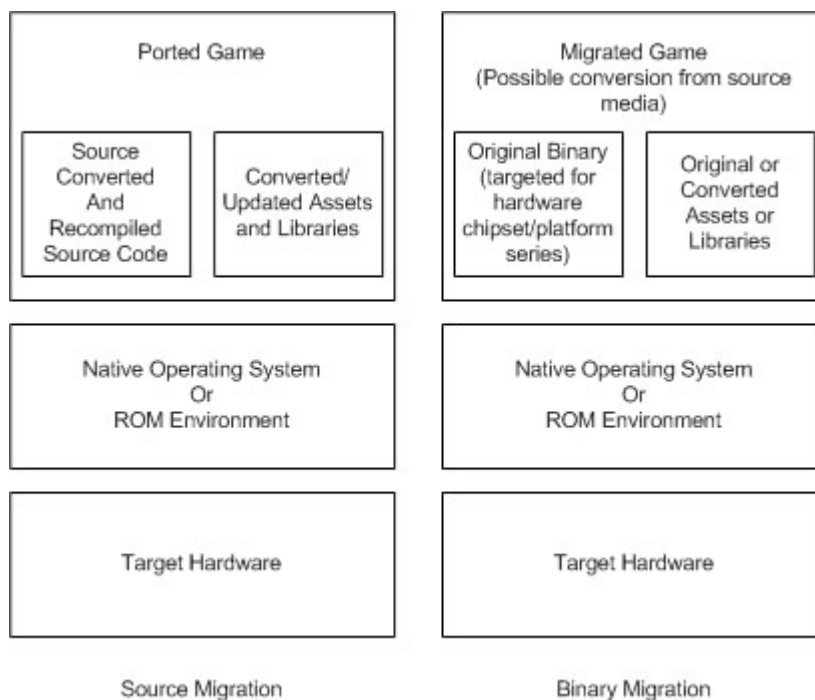 Ported Game
Source
Converted
And
Recompiled
Source Code
Converted/
Updated Assets
and Libraries
Native Operating System
Or
ROM Environment
Target Hardware
Source Migration
Migrated Game
(Possible conversion from source
media)
Original Binary
(targeted for
hardware
chipset/platform
series)
Original or
Converted
Assets or
Libraries
Native Operating System
Or
ROM Environment
Target Hardware
Binary Migration